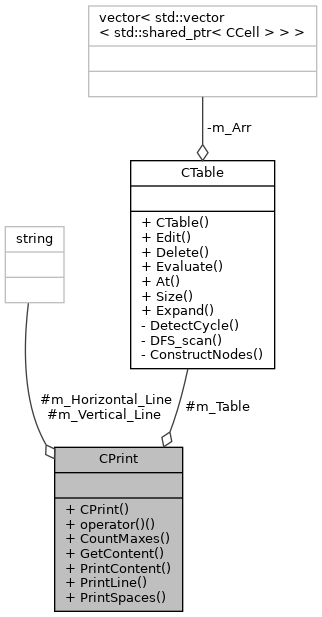 vector< std::vector
< std::shared_ptr< CCell > > >
-m_Arr
CTable
+ CTable()
+ Edit()
+ Delete()
+ Evaluate()
+ At()
+ Size()
+ Expand()
- DetectCycle()
- DFS_scan()
- ConstructNodes()
string
#m_Horizontal_Line
#m_Vertical_Line
#m_Table
CPrint
+ CPrint()
+ operator()()
+ CountMaxes()
+ GetContent()
+ PrintContent()
+ PrintLine()
+ PrintSpaces()